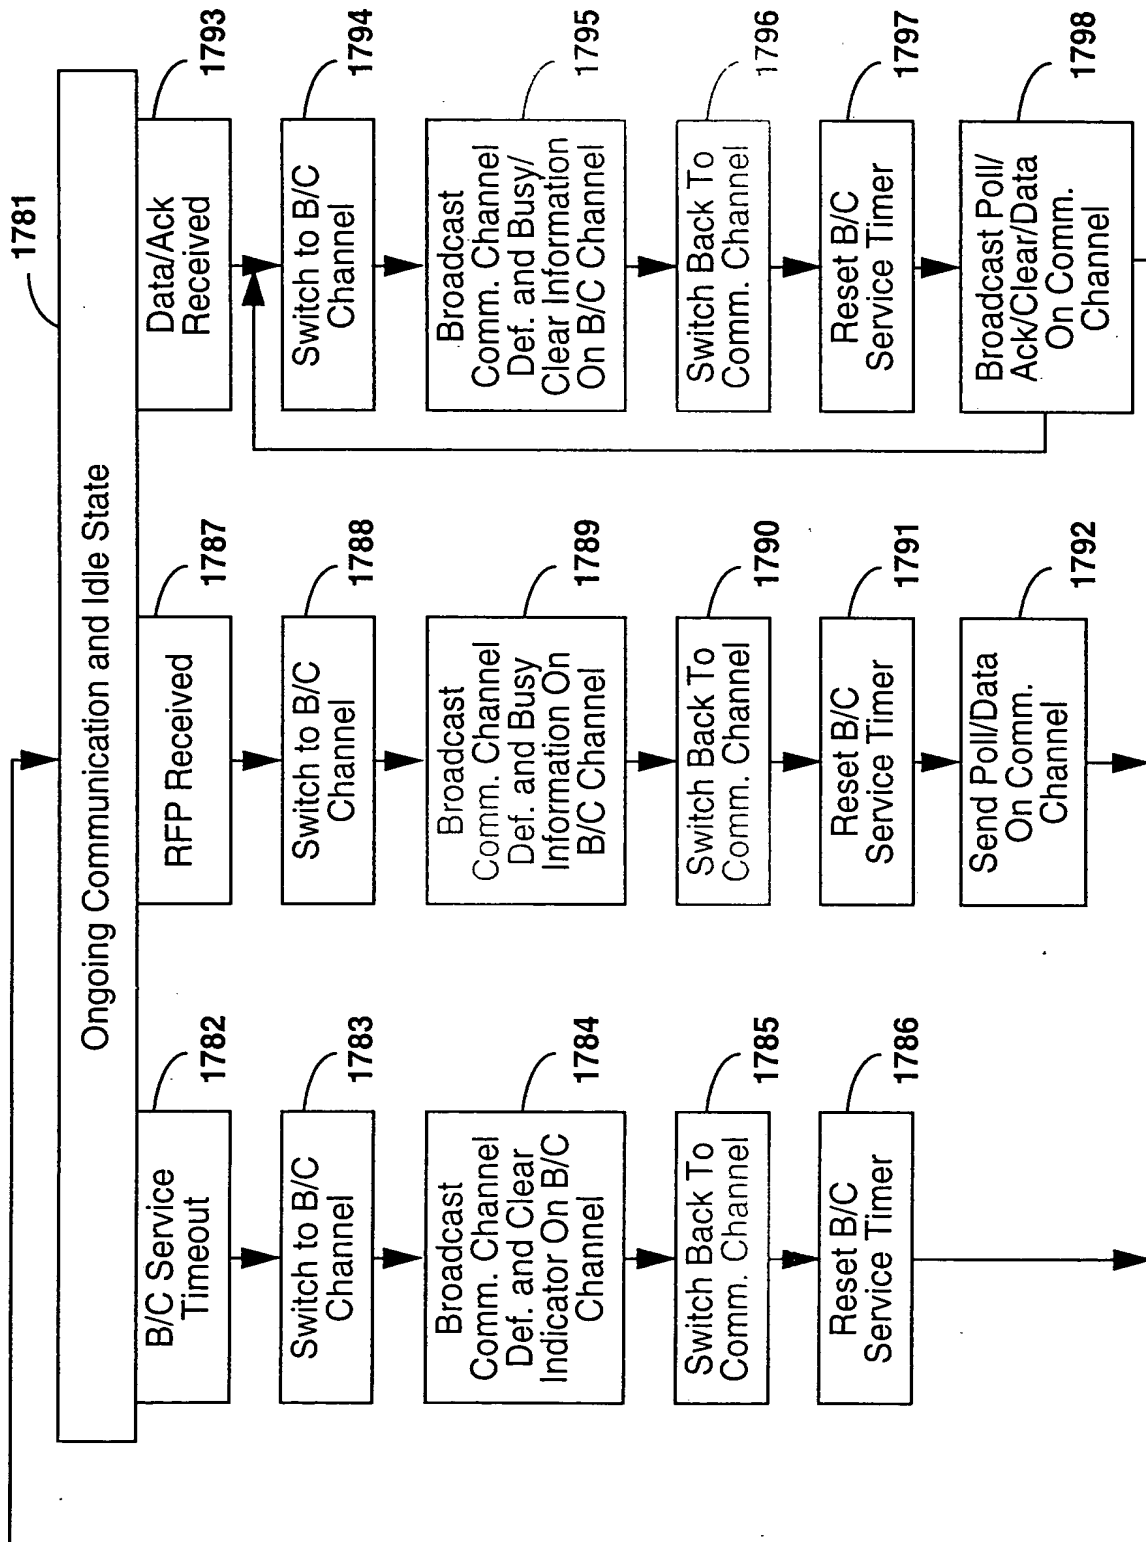 1781
Ongoing Communication and Idle State
B/C Service
Timeout
1782
Switch to B/C
Channel
1783
Broadcast
Comm. Channel
Def. and Clear
Indicator On B/C
Channel
1784
Switch Back To
Comm. Channel
1785
Reset B/C
Service Timer
1786
RFP Received
1787
Switch to B/C
Channel
1788
Broadcast
Comm. Channel
Def. and Busy
Information On
B/C Channel
1789
Switch Back To
Comm. Channel
1790
Reset B/C
Service Timer
1791
Send Poll/Data
On Comm.
Channel
1792
Data/Ack
Received
1793
Switch to B/C
Channel
1794
Broadcast
Comm. Channel
Def. and Busy/
Clear Information
On B/C Channel
1795
Switch Back To
Comm. Channel
1796
Reset B/C
Service Timer
1797
Broadcast Poll/
Ack/Clear/Data
On Comm.
Channel
1798